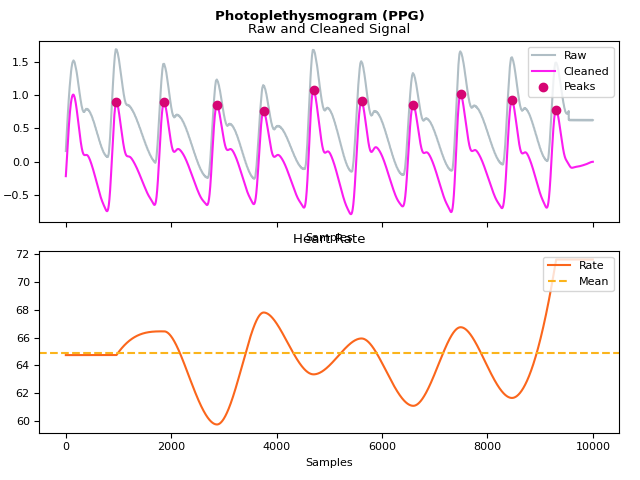 Photoplethysmogram (PPG)
Raw and Cleaned Signal
Raw
Cleaned
Peaks
1.5
1.0
0.5
0.0
−0.5
Samples
Heart Rate
Rate
Mean
72
70
68
66
64
62
60
0
2000
4000
6000
8000
10000
Samples